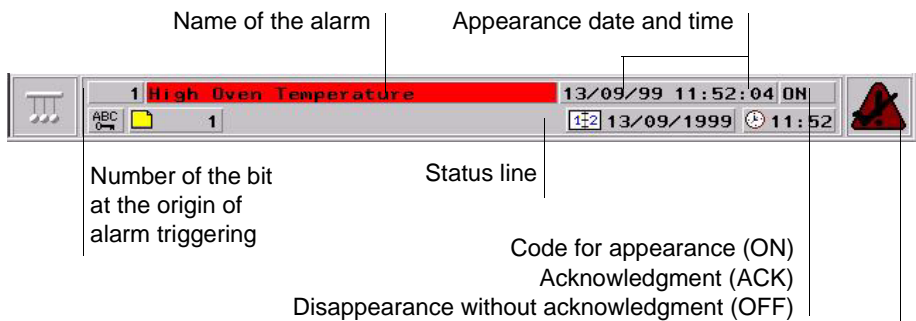 Name of the alarm
Appearance date and time
1 High Oven Temperature 13/09/99 11:52:04 ON
ABC 1 1 2 13/09/1999 11:52
Number of the bit
at the origin of
alarm triggering
Status line
Code for appearance (ON)
Acknowledgment (ACK)
Disappearance without acknowledgment (OFF)